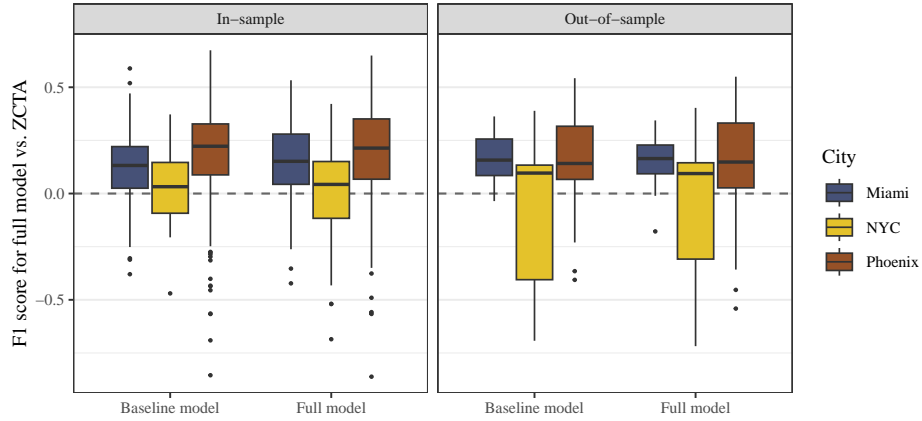 In−sample
Out−of−sample
F1 score for full model vs. ZCTA
0.5
0.0
−0.5
Baseline model
Full model
Baseline model
Full model
City
Miami
NYC
Phoenix